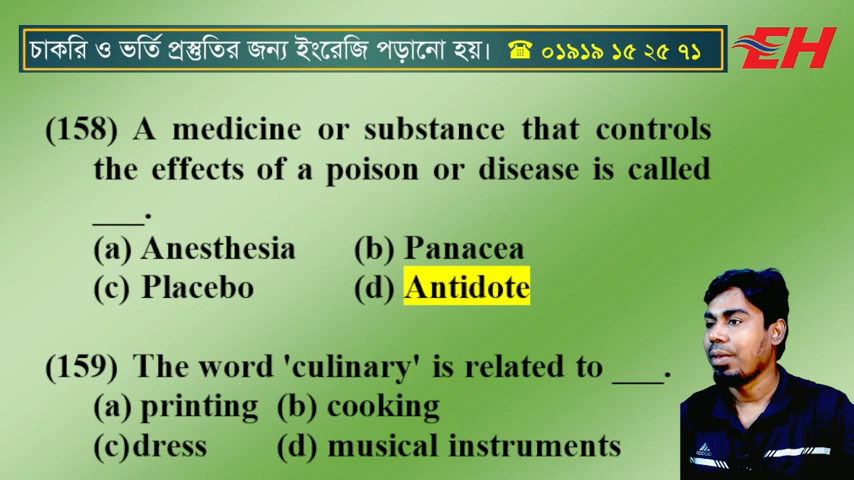 চাকরি ও ভর্তি প্রস্তুতির জন্য ইংরেজি পড়ানো হয়। ☎ ০১৯১৯ ১৫ ২৫ ৭১
EH
(158) A medicine or substance that controls
the effects of a poison or disease is called
___.
(a) Anesthesia (b) Panacea
(c) Placebo (d) Antidote
(159) The word 'culinary' is related to ___.
(a) printing (b) cooking
(c)dress (d) musical instruments